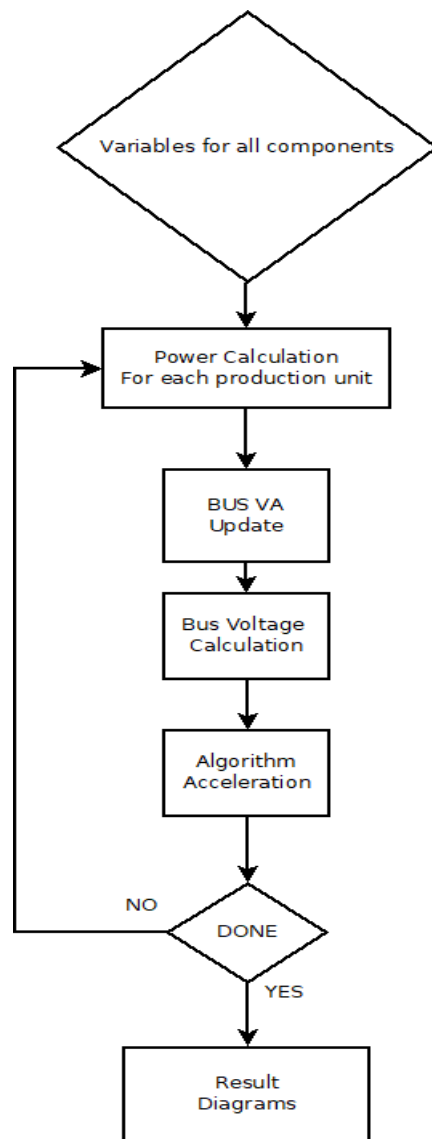 Variables for all components
Power Calculation
For each production unit
BUS VA
Update
Bus Voltage
Calculation
Algorithm
Acceleration
NO
DONE
YES
Result
Diagrams